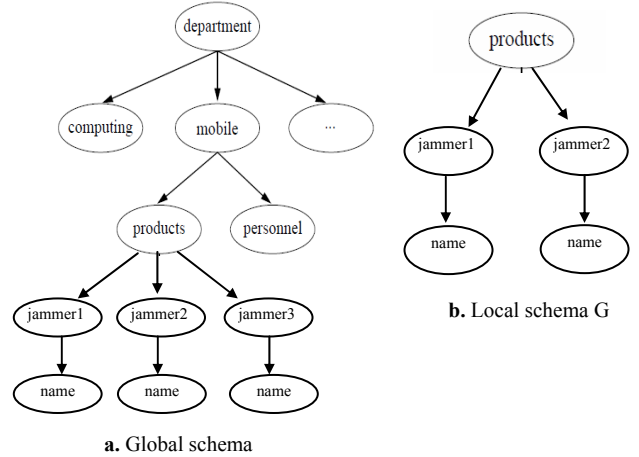 department
computing
mobile
...
products
personnel
jammer1
jammer2
jammer3
name
name
name
a. Global schema
products
jammer1
jammer2
name
name
b. Local schema G